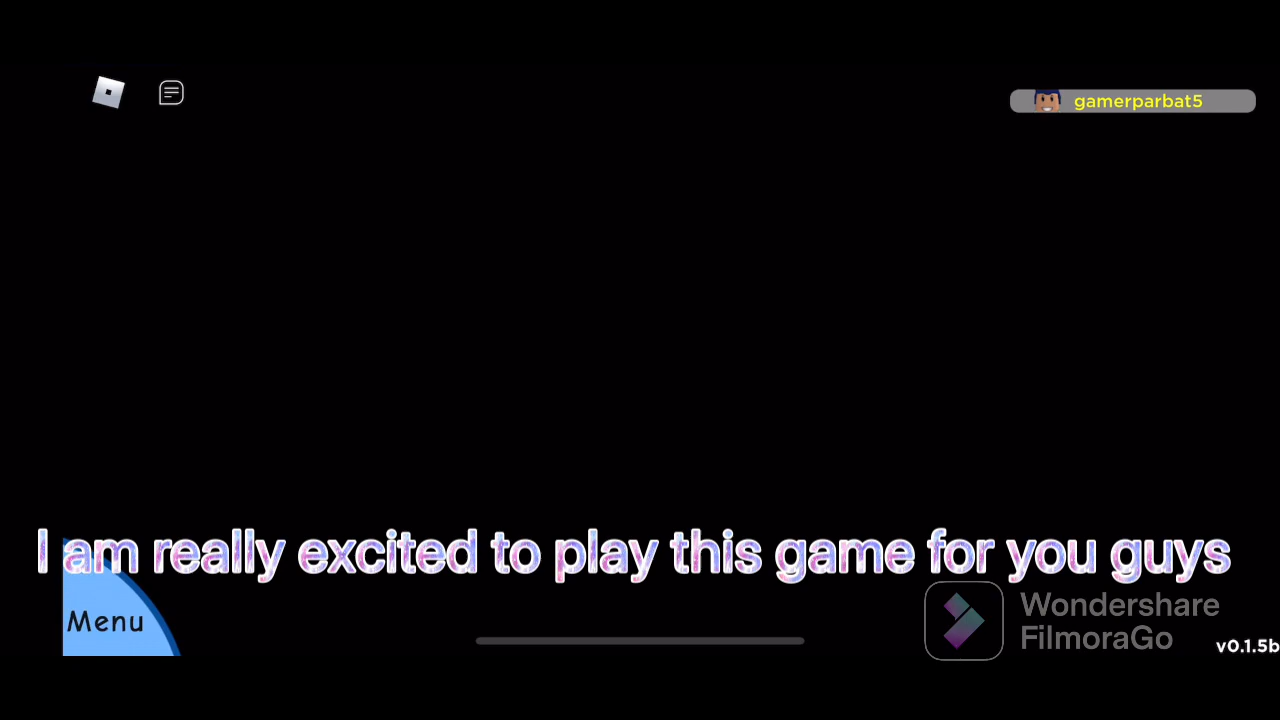 gamerparbat5
I am really excited to play this game for you guys
Menu
Wondershare
FilmoraGo
v0.1.5b